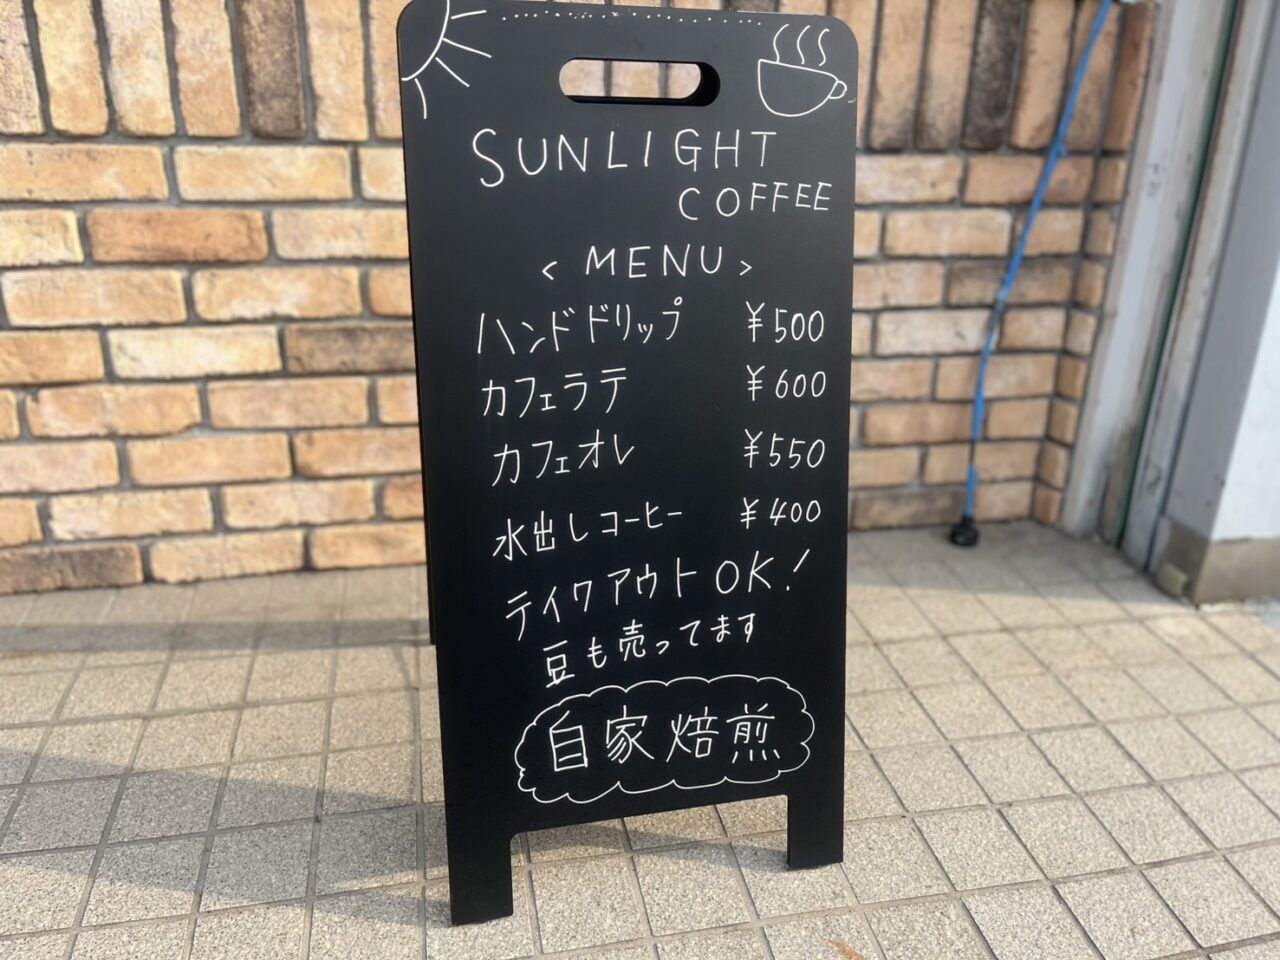 SUNLIGHT
COFFEE
< MENU >
ハンドドリップ ¥500
カフェラテ ¥600
カフェオレ ¥550
水出しコーヒー ¥400
テイクアウトOK!
豆も売ってます
自家焙煎